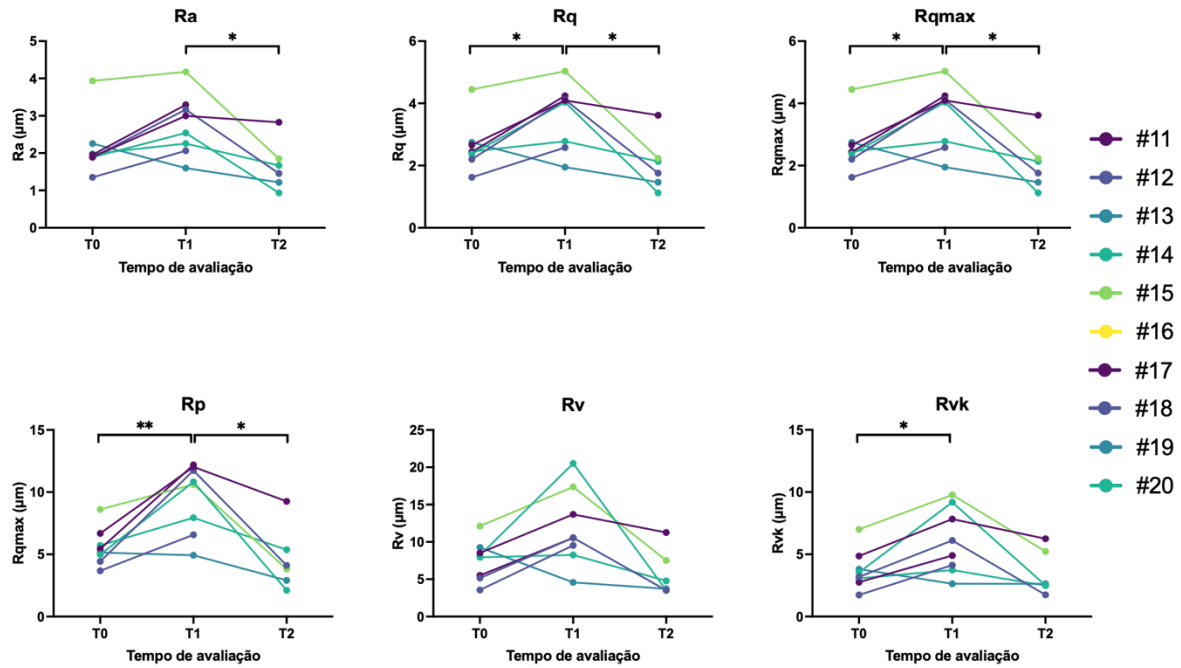 Ra
*
Ra (µm)
5
4
3
2
1
0
T0 T1 T2
Tempo de avaliação
Rq
* *
Rq (µm)
6
4
2
0
T0 T1 T2
Tempo de avaliação
Rqmax
* *
Rqmax (µm)
6
4
2
0
T0 T1 T2
Tempo de avaliação
Rp
** *
Rqmax (µm)
15
10
5
0
T0 T1 T2
Tempo de avaliação
Rv
Rv (µm)
25
20
15
10
5
0
T0 T1 T2
Tempo de avaliação
Rvk
*
Rvk (µm)
15
10
5
0
T0 T1 T2
Tempo de avaliação
#11
#12
#13
#14
#15
#16
#17
#18
#19
#20